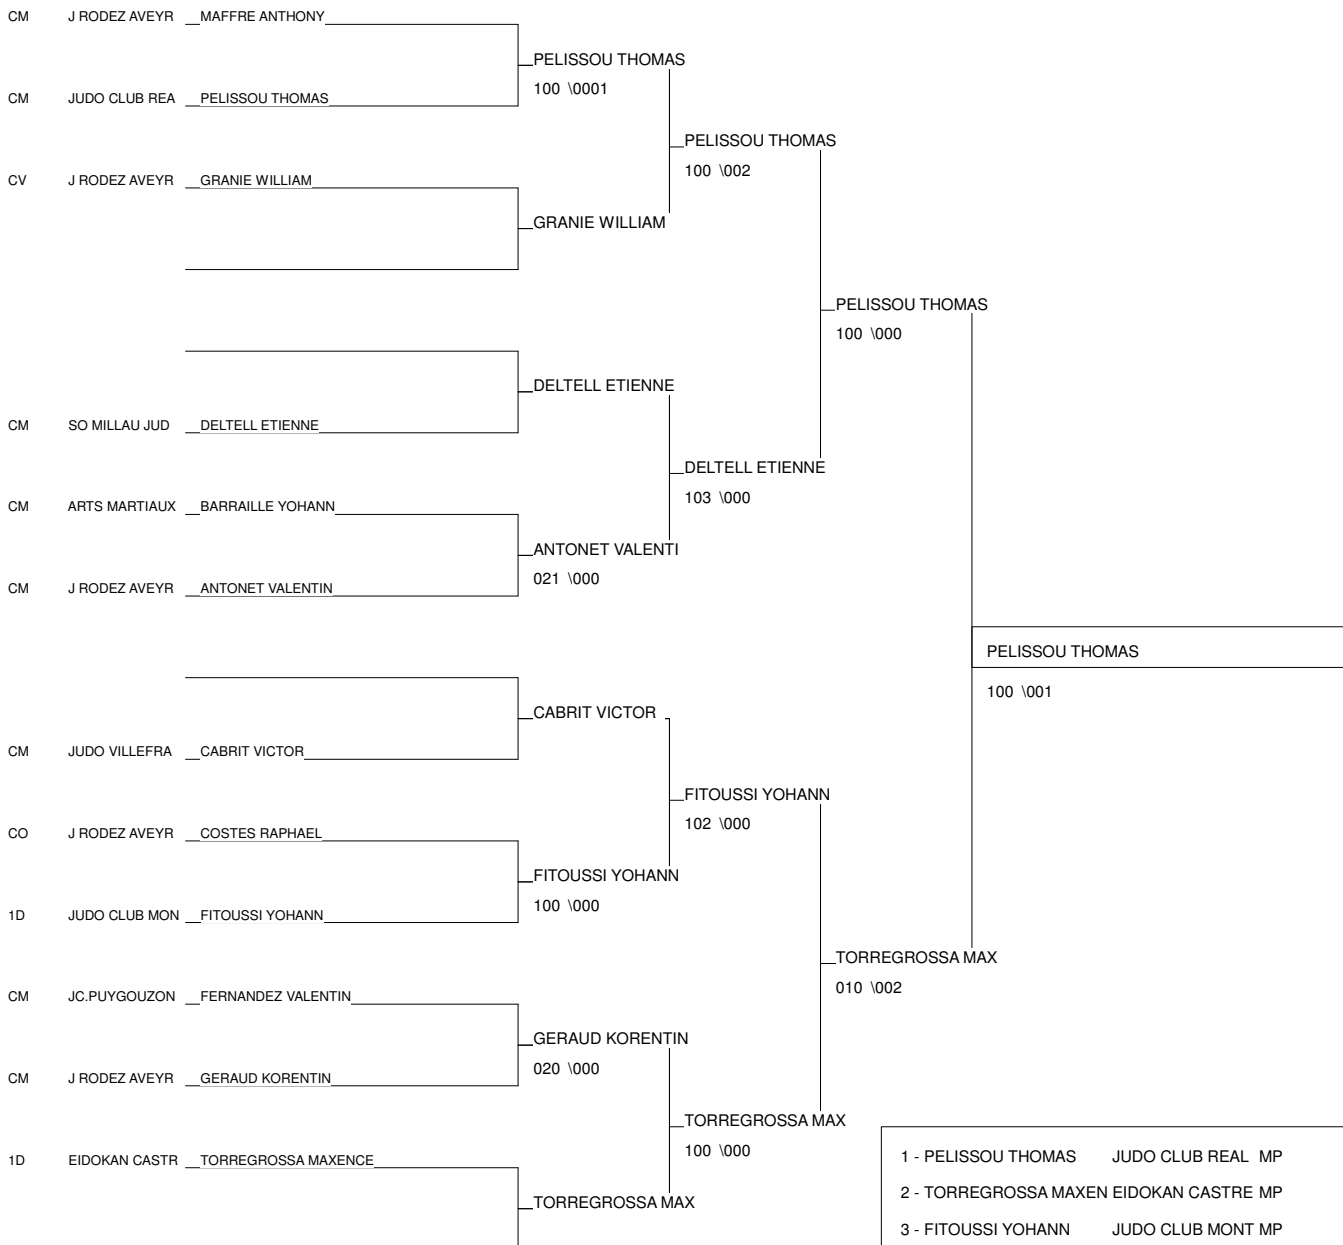 CM J RODEZ AVEYR MAFFRE ANTHONY
PELISSOU THOMAS
100 \0001
CM JUDO CLUB REA PELISSOU THOMAS
PELISSOU THOMAS
100 \002
CV J RODEZ AVEYR GRANIE WILLIAM
GRANIE WILLIAM
PELISSOU THOMAS
100 \000
DELTELL ETIENNE
CM SO MILLAU JUD DELTELL ETIENNE
DELTELL ETIENNE
103 \000
CM ARTS MARTIAUX BARRAILLE YOHANN
ANTONET VALENTI
021 \000
CM J RODEZ AVEYR ANTONET VALENTIN
PELISSOU THOMAS
100 \001
CABRIT VICTOR
CM JUDO VILLEFRA CABRIT VICTOR
FITOUSSI YOHANN
102 \000
CO J RODEZ AVEYR COSTES RAPHAEL
FITOUSSI YOHANN
100 \000
1D JUDO CLUB MON FITOUSSI YOHANN
TORREGROSSA MAX
010 \002
CM JC.PUYGOUZON FERNANDEZ VALENTIN
GERAUD KORENTIN
020 \000
CM J RODEZ AVEYR GERAUD KORENTIN
TORREGROSSA MAX
100 \000
1D EIDOKAN CASTR TORREGROSSA MAXENCE
TORREGROSSA MAX
1 - PELISSOU THOMAS JUDO CLUB REAL MP
2 - TORREGROSSA MAXEN EIDOKAN CASTRE MP
3 - FITOUSSI YOHANN JUDO CLUB MONT MP